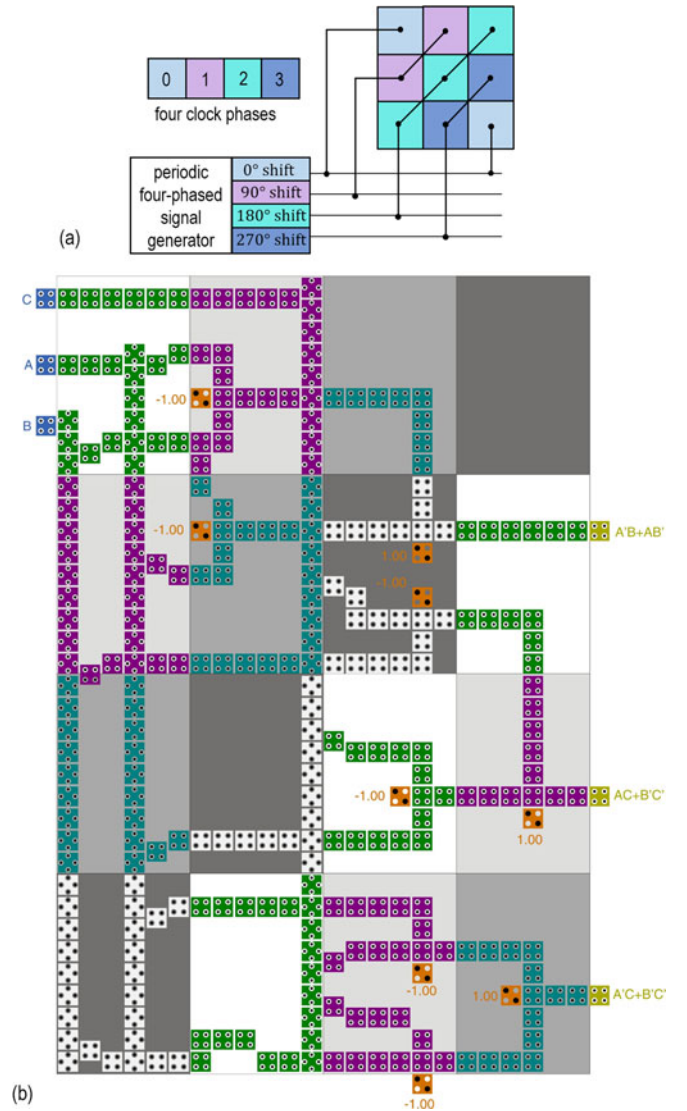 0 1 2 3
four clock phases
periodic
four-phased
signal
generator
0° shift
90° shift
180° shift
270° shift
(a)
C
A
-1.00
B
-1.00
A'B+AB'
1.00
-1.00
-1.00
AC+B'C'
1.00
1.00
A'C+B'C'
-1.00
(b)
-1.00